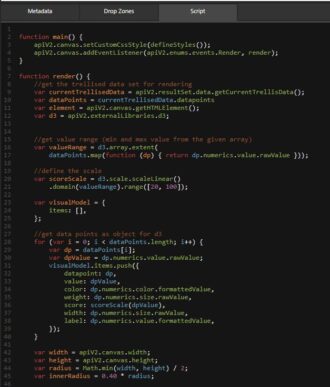 Metadata
Drop Zones
Script
1
2
function main() {
3
apiV2.canvas.setCustomCssStyle(defineStyles());
4
apiV2.canvas.addEventListener(apiV2.enums.events.Render, render);
5
}
6
7
function render() {
8
//get the trellised data set for rendering
9
var currentTrellisedData = apiV2.resultSet.data.getCurrentTrellisData();
10
var dataPoints = currentTrellisedData.datapoints
11
var element = apiV2.canvas.getHTMLElement();
12
var d3 = apiV2.externalLibraries.d3;
13
14
15
//get value range (min and max value from the given array)
16
var valueRange = d3.array.extent(
17
dataPoints.map(function (dp) { return dp.numerics.value.rawValue }));
18
19
//define the scale
20
var scoreScale = d3.scale.scaleLinear()
21
.domain(valueRange).range([20, 100]);
22
23
var visualModel = {
24
items: [],
25
};
26
27
//get data points as object for d3
28
for (var i = 0; i < dataPoints.length; i++) {
29
var dp = dataPoints[i];
30
var dpValue = dp.numerics.value.rawValue;
31
visualModel.items.push({
32
datapoint: dp,
33
value: dpValue,
34
color: dp.numerics.color.formattedValue,
35
weight: dp.numerics.size.rawValue,
36
score: scoreScale(dpValue),
37
width: dp.numerics.size.rawValue,
38
label: dp.numerics.color.formattedValue,
39
});
40
}
41
42
var width = apiV2.canvas.width;
43
var height = apiV2.canvas.height;
44
var radius = Math.min(width, height) / 2;
45
var innerRadius = 0.40 * radius;